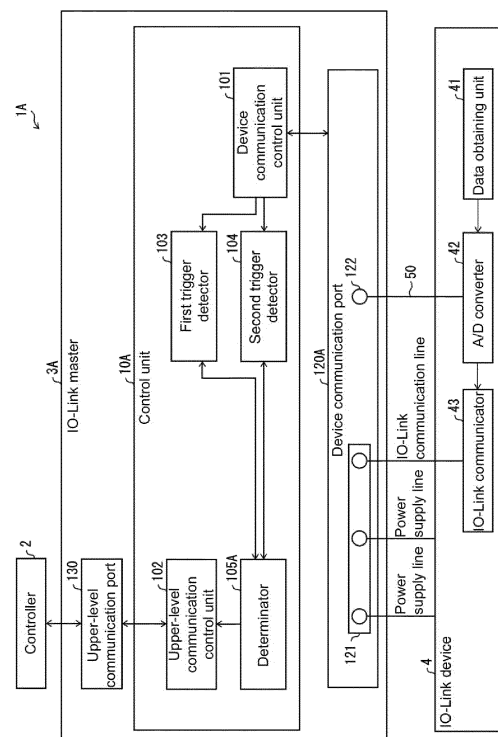 1A
Controller
2
3A
IO-Link master
Upper-level
communication port
130
10A
Control unit
Upper-level
communication
control unit
102
Determinator
105A
First trigger
detector
103
Second trigger
detector
104
Device
communication
control unit
101
120A
Device communication port
121
122
Power
supply line
Power
supply line
IO-Link
communication line
50
4
IO-Link device
IO-Link communicator
43
A/D converter
42
Data obtaining unit
41